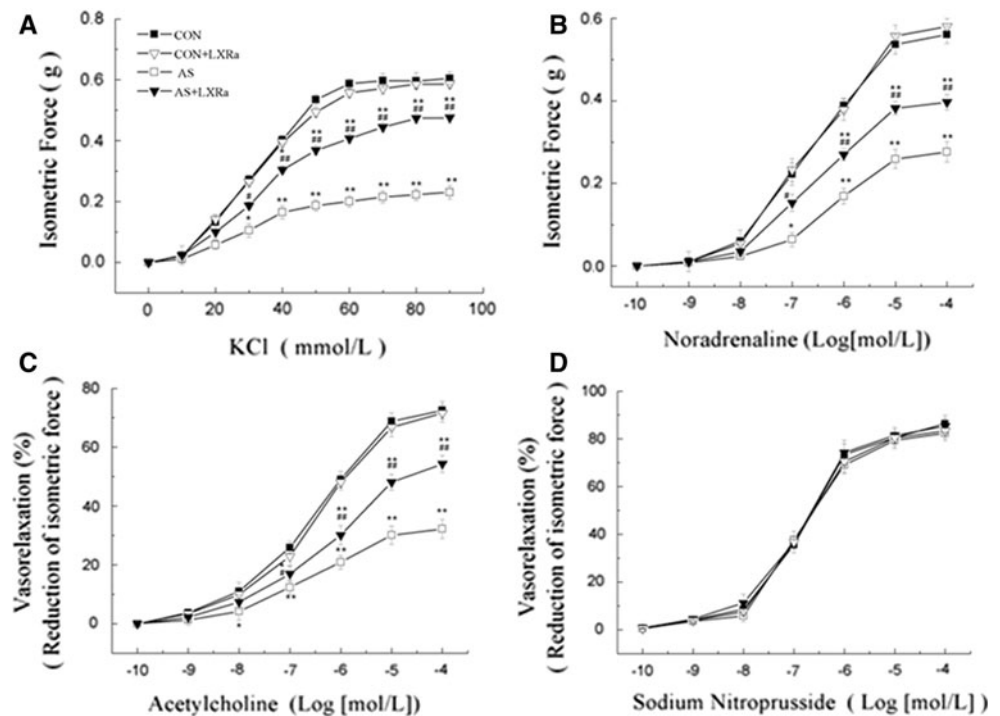 A
Isometric Force ( g )
0.8
0.6
0.4
0.2
0.0
CON
CON+LXRa
AS
AS+LXRa
#
*
*
##
**
**
##
**
**
##
**
**
##
**
**
##
**
**
##
**
0 20 40 60 80 100
KCl ( mmol/L )
B
Isometric Force ( g )
0.6
0.4
0.2
0.0
#
*
**
##
**
**
##
**
**
##
**
-10 -9 -8 -7 -6 -5 -4
Noradrenaline (Log[mol/L])
C
Vasorelaxation (%)
( Reduction of isometric force )
80
60
40
20
0
*
*
#
**
**
##
**
**
##
**
**
##
**
-10 -9 -8 -7 -6 -5 -4
Acetylcholine (Log [mol/L])
D
Vasorelaxation (%)
( Reduction of isometric force )
100
80
60
40
20
0
-10 -9 -8 -7 -6 -5 -4
Sodium Nitroprusside ( Log [mol/L] )